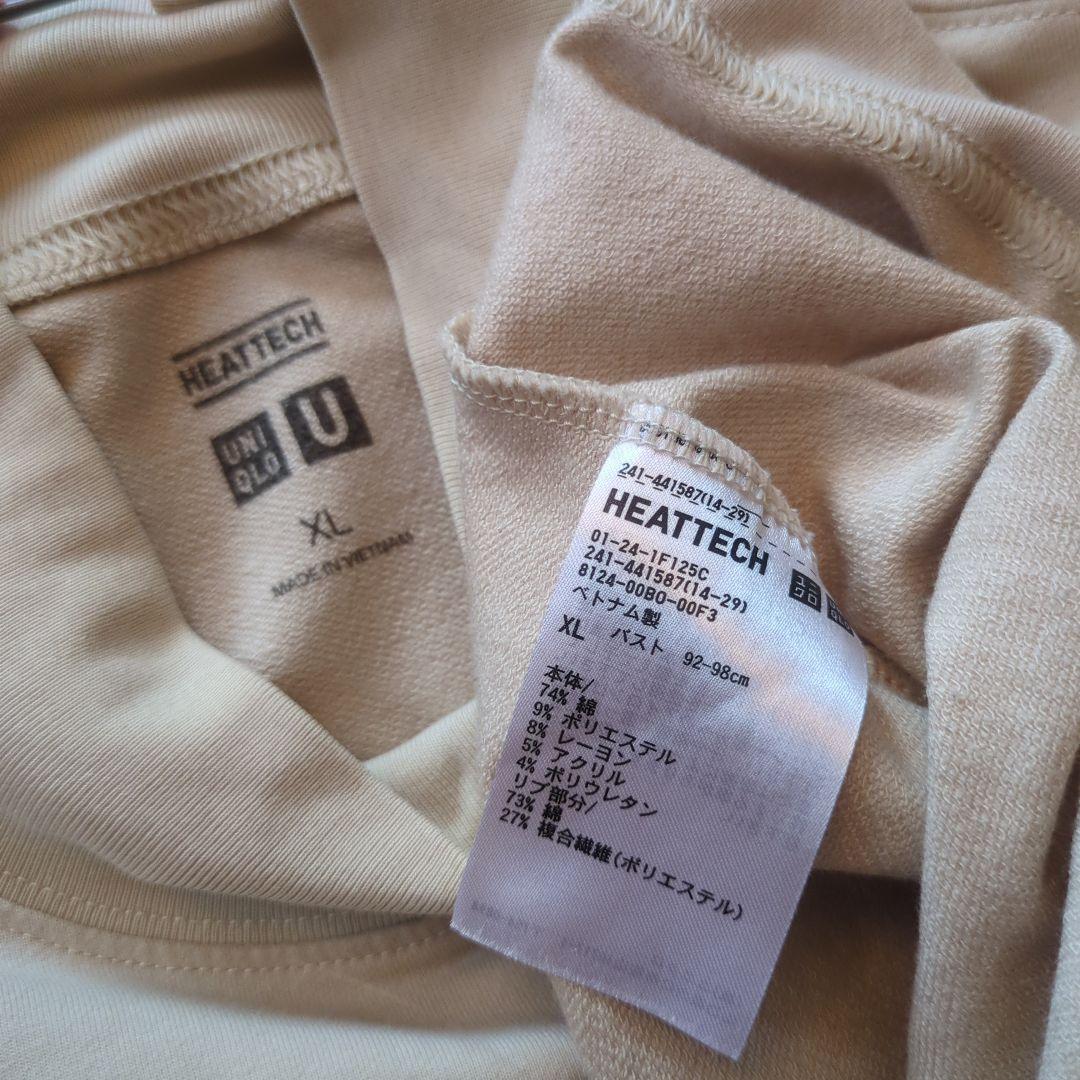 HEATTECH
UNI
QLO
U
XL
MADE IN VIETNAM
241-441587(14-29)
HEATTECH
01-24-1F125C
241-441587(14-29)
8124-00B0-00F3
ベトナム製
XL バスト 92-98cm
本体/
74% 綿
9% ポリエステル
8% レーヨン
5% アクリル
4% ポリウレタン
リブ部分/
73% 綿
27% 複合繊維(ポリエステル)